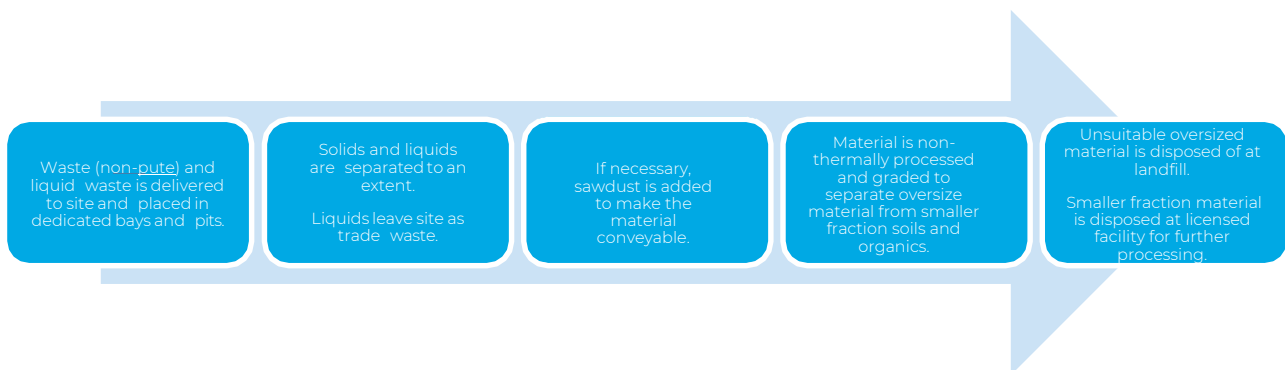 Waste (non-pute) and
liquid waste is delivered
to site and placed in
dedicated bays and pits.
Solids and liquids
are separated to an
extent.
Liquids leave site as
trade waste.
If necessary,
sawdust is added
to make the
material
conveyable.
Material is non-
thermally processed
and graded to
separate oversize
material from smaller
fraction soils and
organics.
Unsuitable oversized
material is disposed of at
landfill.
Smaller fraction material
is disposed at licensed
facility for further
processing.